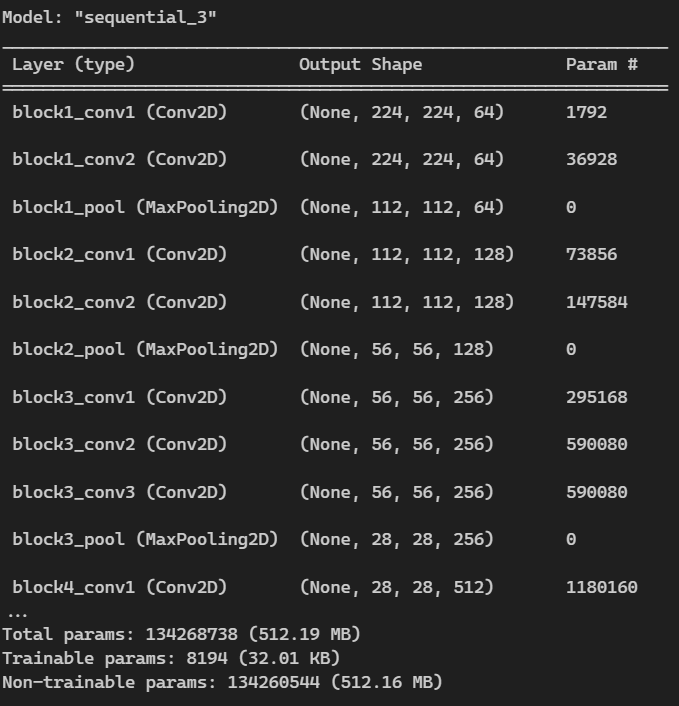 Model: "sequential_3"
Layer (type) Output Shape Param #
block1_conv1 (Conv2D) (None, 224, 224, 64) 1792
block1_conv2 (Conv2D) (None, 224, 224, 64) 36928
block1_pool (MaxPooling2D) (None, 112, 112, 64) 0
block2_conv1 (Conv2D) (None, 112, 112, 128) 73856
block2_conv2 (Conv2D) (None, 112, 112, 128) 147584
block2_pool (MaxPooling2D) (None, 56, 56, 128) 0
block3_conv1 (Conv2D) (None, 56, 56, 256) 295168
block3_conv2 (Conv2D) (None, 56, 56, 256) 590080
block3_conv3 (Conv2D) (None, 56, 56, 256) 590080
block3_pool (MaxPooling2D) (None, 28, 28, 256) 0
block4_conv1 (Conv2D) (None, 28, 28, 512) 1180160
...
Total params: 134268738 (512.19 MB)
Trainable params: 8194 (32.01 KB)
Non-trainable params: 134260544 (512.16 MB)